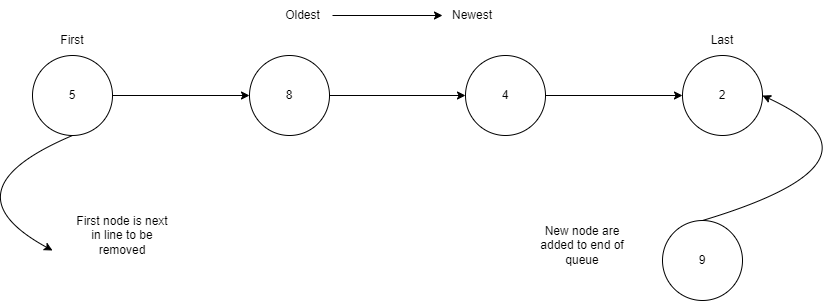 Oldest
Newest
First
Last
5
8
4
2
First node is next
in line to be
removed
New node are
added to end of
queue
9